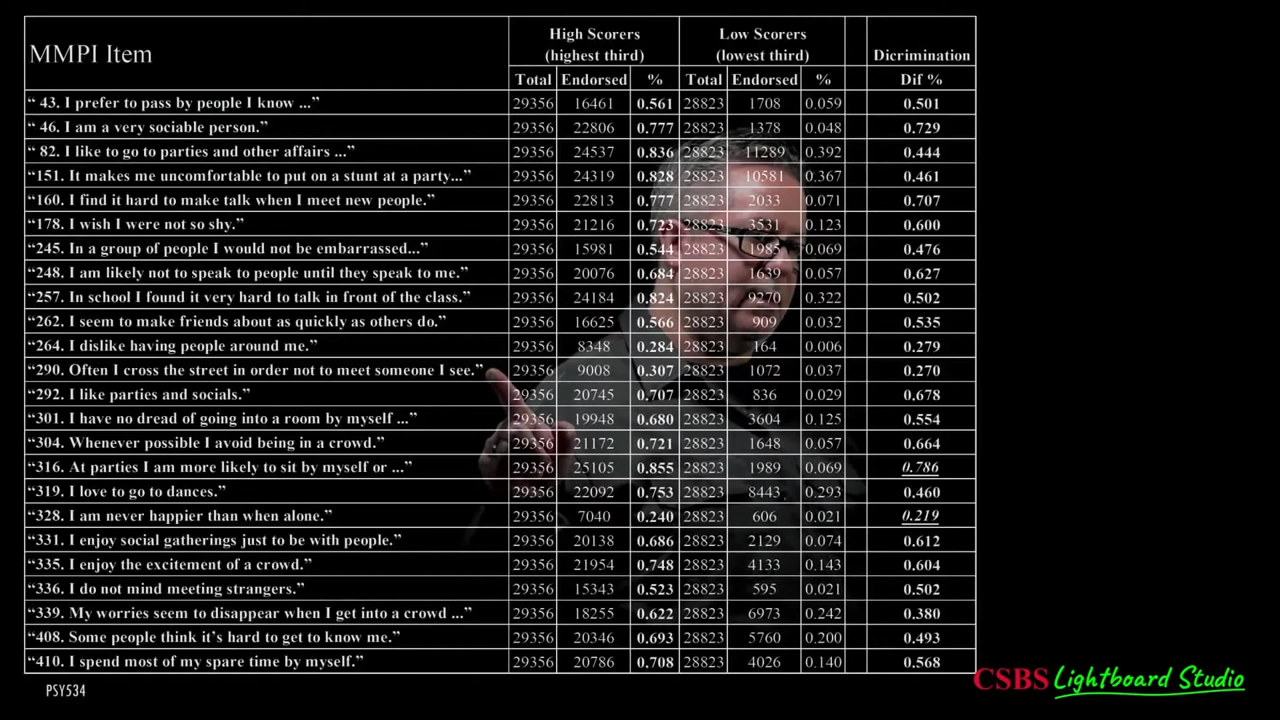 MMPI Item
High Scorers (highest third)
Low Scorers (lowest third)
Dicrimination
Total Endorsed % Total Endorsed % Dif %
“ 43. I prefer to pass by people I know ...” 29356 16461 0.561 28823 1708 0.059 0.501
“ 46. I am a very sociable person.” 29356 22806 0.777 28823 1378 0.048 0.729
“ 82. I like to go to parties and other affairs ...” 29356 24537 0.836 28823 11289 0.392 0.444
“151. It makes me uncomfortable to put on a stunt at a party...” 29356 24319 0.828 28823 10581 0.367 0.461
“160. I find it hard to make talk when I meet new people.” 29356 22813 0.777 28823 2033 0.071 0.707
“178. I wish I were not so shy.” 29356 21216 0.723 28823 3531 0.123 0.600
“245. In a group of people I would not be embarrassed...” 29356 15981 0.544 28823 1985 0.069 0.476
“248. I am likely not to speak to people until they speak to me.” 29356 20076 0.684 28823 1639 0.057 0.627
“257. In school I found it very hard to talk in front of the class.” 29356 24184 0.824 28823 9270 0.322 0.502
“262. I seem to make friends about as quickly as others do.” 29356 16625 0.566 28823 909 0.032 0.535
“264. I dislike having people around me.” 29356 8348 0.284 28823 164 0.006 0.279
“290. Often I cross the street in order not to meet someone I see.” 29356 9008 0.307 28823 1072 0.037 0.270
“292. I like parties and socials.” 29356 20745 0.707 28823 836 0.029 0.678
“301. I have no dread of going into a room by myself ...” 29356 19948 0.680 28823 3604 0.125 0.554
“304. Whenever possible I avoid being in a crowd.” 29356 21172 0.721 28823 1648 0.057 0.664
“316. At parties I am more likely to sit by myself or ...” 29356 25105 0.855 28823 1989 0.069 0.786
“319. I love to go to dances.” 29356 22092 0.753 28823 8443 0.293 0.460
“328. I am never happier than when alone.” 29356 7040 0.240 28823 606 0.021 0.219
“331. I enjoy social gatherings just to be with people.” 29356 20138 0.686 28823 2129 0.074 0.612
“335. I enjoy the excitement of a crowd.” 29356 21954 0.748 28823 4133 0.143 0.604
“336. I do not mind meeting strangers.” 29356 15343 0.523 28823 595 0.021 0.502
“339. My worries seem to disappear when I get into a crowd ...” 29356 18255 0.622 28823 6973 0.242 0.380
“408. Some people think it’s hard to get to know me.” 29356 20346 0.693 28823 5760 0.200 0.493
“410. I spend most of my spare time by myself.” 29356 20786 0.708 28823 4026 0.140 0.568
PSY534
CSBS Lightboard Studio